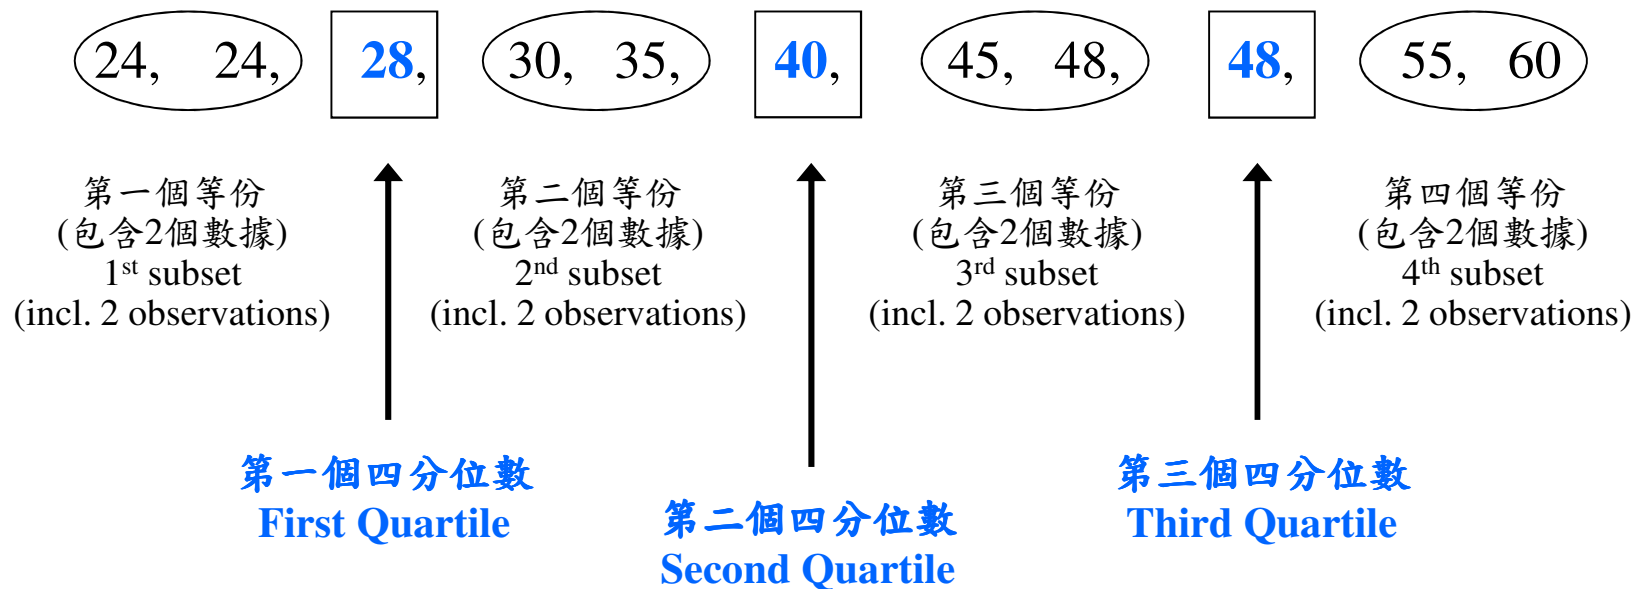 24, 24, 28, 30, 35, 40, 45, 48, 48, 55, 60
第一個等份
(包含2個數據)
1st subset
(incl. 2 observations)
第二個等份
(包含2個數據)
2nd subset
(incl. 2 observations)
第三個等份
(包含2個數據)
3rd subset
(incl. 2 observations)
第四個等份
(包含2個數據)
4th subset
(incl. 2 observations)
第一個四分位數
First Quartile
第二個四分位數
Second Quartile
第三個四分位數
Third Quartile